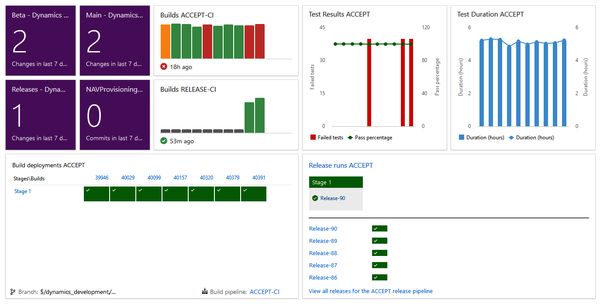 Beta - Dynamics ...
2
Changes in last 7 d...
Main - Dynamics ...
2
Changes in last 7 d...
Releases - Dyna...
1
Changes in last 7 d...
NAVProvisioning...
0
Commits in last 7 d...
Builds ACCEPT-CI
18h ago
Builds RELEASE-CI
53m ago
Test Results ACCEPT
45
30
15
0
Failed tests
120
80
40
0
Pass percentage
Failed tests
Pass percentage
Test Duration ACCEPT
6
4
2
0
Duration (hours)
6
4
2
0
Duration (hours)
Duration (hours)
Duration (hours)
Build deployments ACCEPT
Stages\Builds
39946
40029
40099
40157
40320
40378
40391
Stage 1
Branch: $/dynamics_development/...
Build pipeline: ACCEPT-CI
Release runs ACCEPT
Stage 1
Release-90
Release-90
Release-89
Release-88
Release-87
Release-86
View all releases for the ACCEPT release pipeline